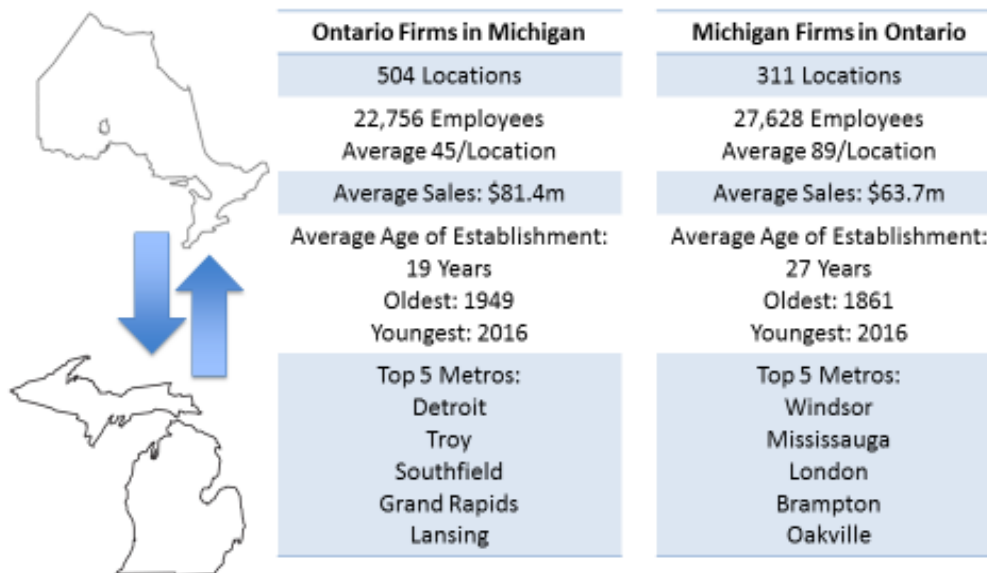 Ontario Firms in Michigan
504 Locations
22,756 Employees
Average 45/Location
Average Sales: $81.4m
Average Age of Establishment:
19 Years
Oldest: 1949
Youngest: 2016
Top 5 Metros:
Detroit
Troy
Southfield
Grand Rapids
Lansing
Michigan Firms in Ontario
311 Locations
27,628 Employees
Average 89/Location
Average Sales: $63.7m
Average Age of Establishment:
27 Years
Oldest: 1861
Youngest: 2016
Top 5 Metros:
Windsor
Mississauga
London
Brampton
Oakville